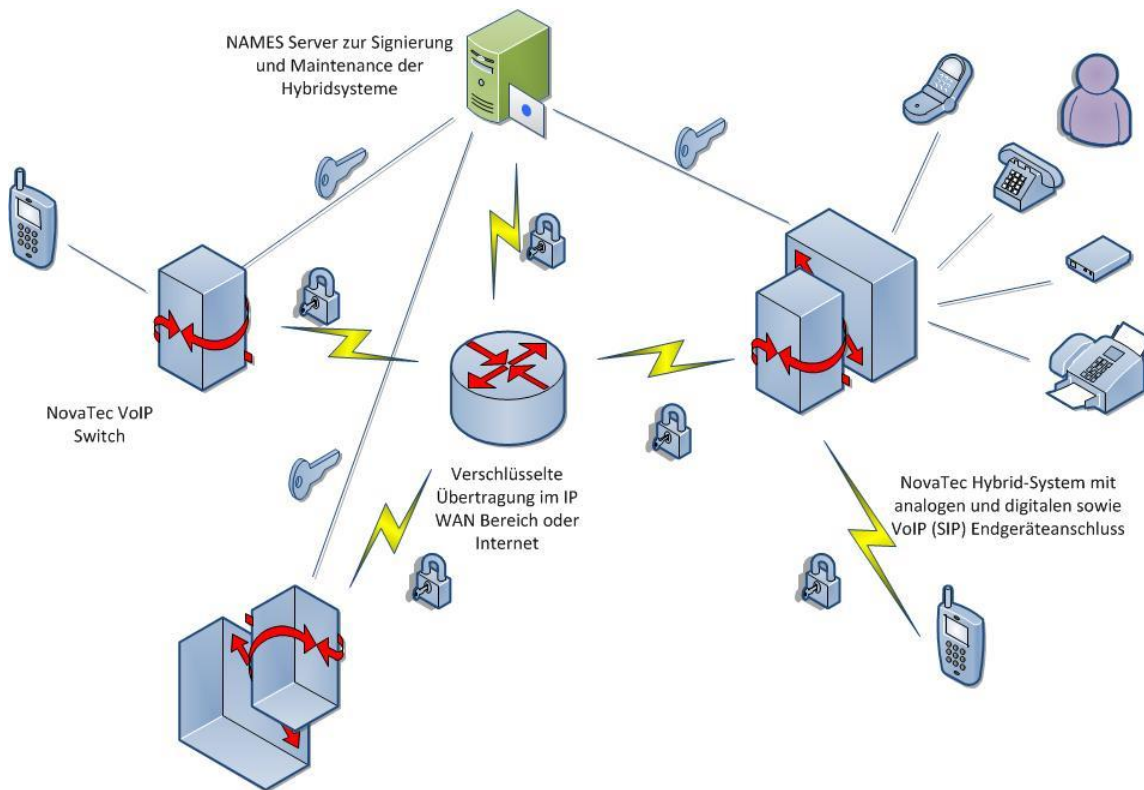 NAMES Server zur Signierung
und Maintenance der
Hybridsysteme
NovaTec VoIP
Switch
Verschlüsselte
Übertragung im IP
WAN Bereich oder
Internet
NovaTec Hybrid-System mit
analogen und digitalen sowie
VoIP (SIP) Endgeräteanschluss